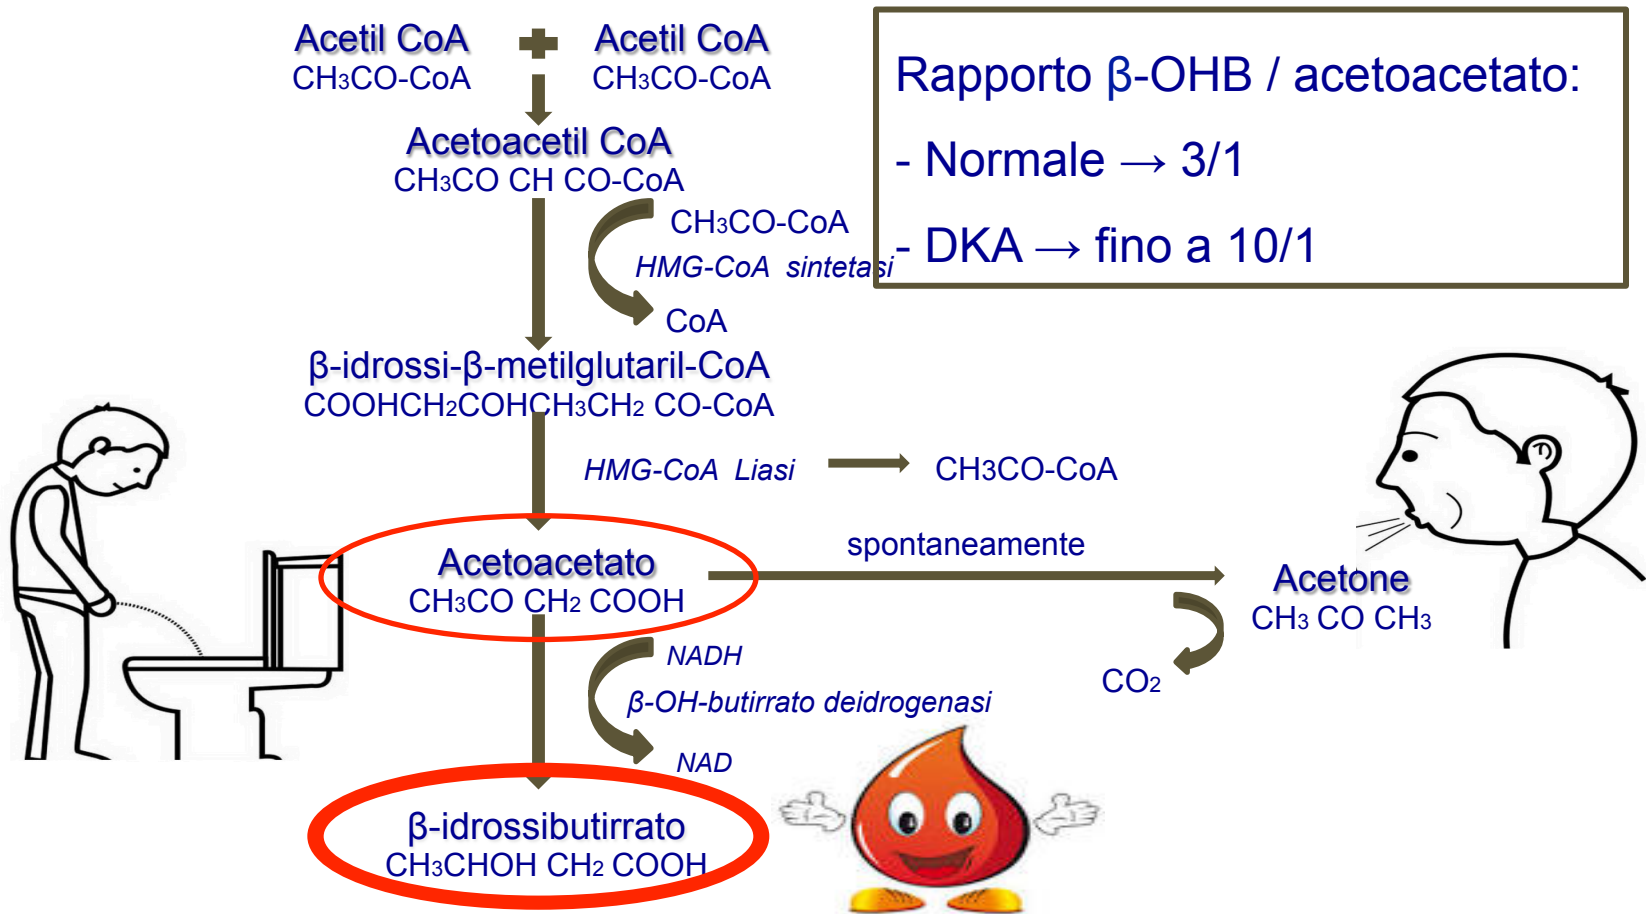 Acetil CoA Acetil CoA
CH₃CO-CoA CH₃CO-CoA
Acetoacetil CoA
CH₃CO CH CO-CoA
CH₃CO-CoA
HMG-CoA sintetasi
CoA
β-idrossi-β-metilglutaril-CoA
COOHCH₂COHCH₃CH₂ CO-CoA
HMG-CoA Liasi
CH3CO-CoA
Acetoacetato
CH₃CO CH₂ COOH
spontaneamente
Acetone
CH₃ CO CH₃
CO₂
NADH
β-OH-butirrato deidrogenasi
NAD
β-idrossibutirrato
CH₃CHOH CH₂ COOH
Rapporto β-OHB / acetoacetato:
- Normale → 3/1
- DKA → fino a 10/1